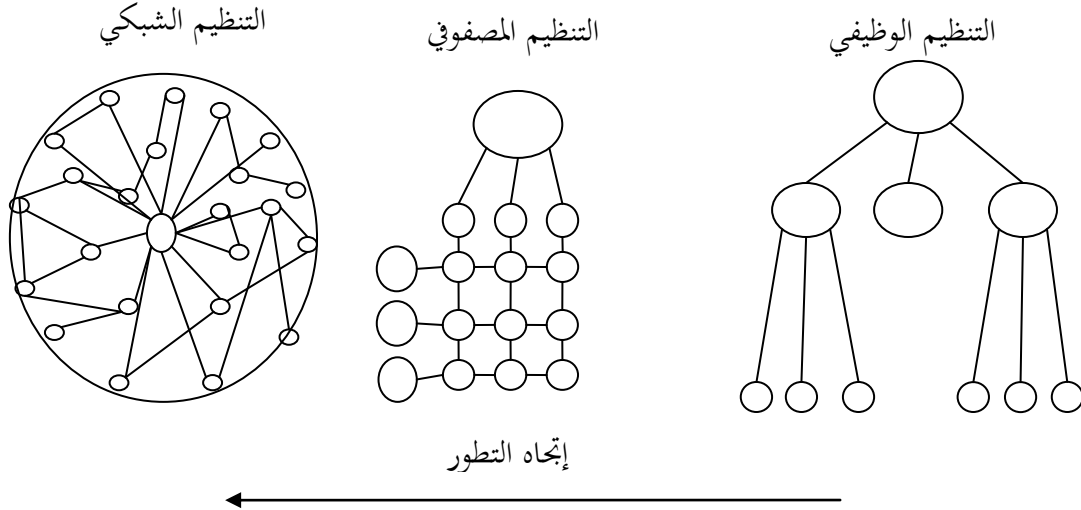 التنظيم الوظيفي
التنظيم المصفوفي
التنظيم الشبكي
إتجاه التطور